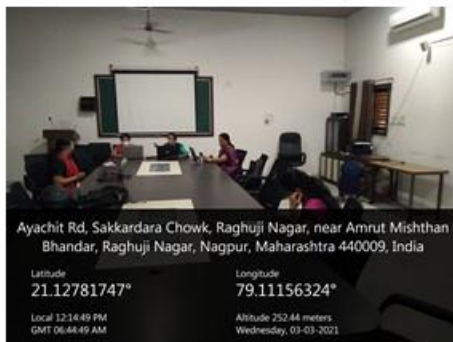 Ayachit Rd, Sakkardara Chowk, Raghuji Nagar, near Amrut Mishthan
Bhandar, Raghuji Nagar, Nagpur, Maharashtra 440009, India
Latitude
21.12781747°
Longitude
79.11156324°
Local 12:14:49 PM
GMT 06:44:49 AM
Altitude 252.44 meters
Wednesday, 03-03-2021